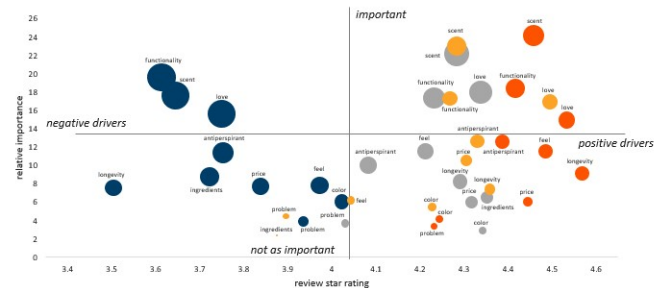 important
26
24
22
20
18
16
14
12
10
8
6
4
2
0
relative importance
scent
scent
scent
functionality
scent
love
functionality
love
functionality
functionality
love
love
negative drivers
positive drivers
antiperspirant
antiperspirant
antiperspirant
antiperspirant
feel
feel
price
longevity
longevity
ingredients
price
feel
longevity
longevity
color
feel
price
ingredients
price
color
color
problem
problem
ingredients
problem
problem
love
not as important
3.4 3.5 3.6 3.7 3.8 3.9 4 4.1 4.2 4.3 4.4 4.5 4.6
review star rating